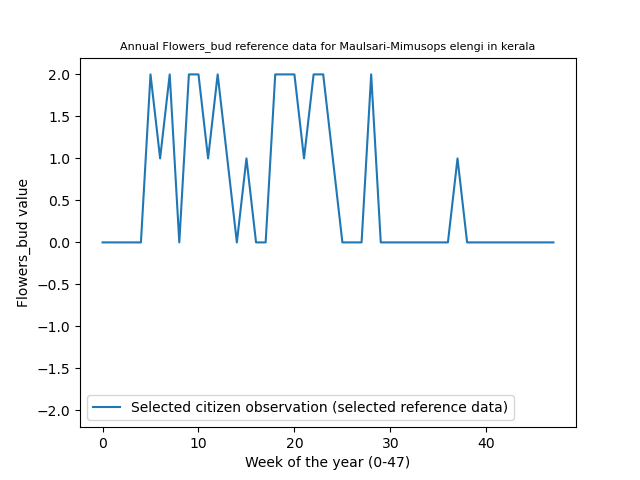 Annual Flowers_bud reference data for Maulsari-Mimusops elengi in kerala
2.0
1.5
1.0
0.5
0.0
−0.5
−1.0
−1.5
−2.0
Flowers_bud value
Selected citizen observation (selected reference data)
0 10 20 30 40
Week of the year (0-47)